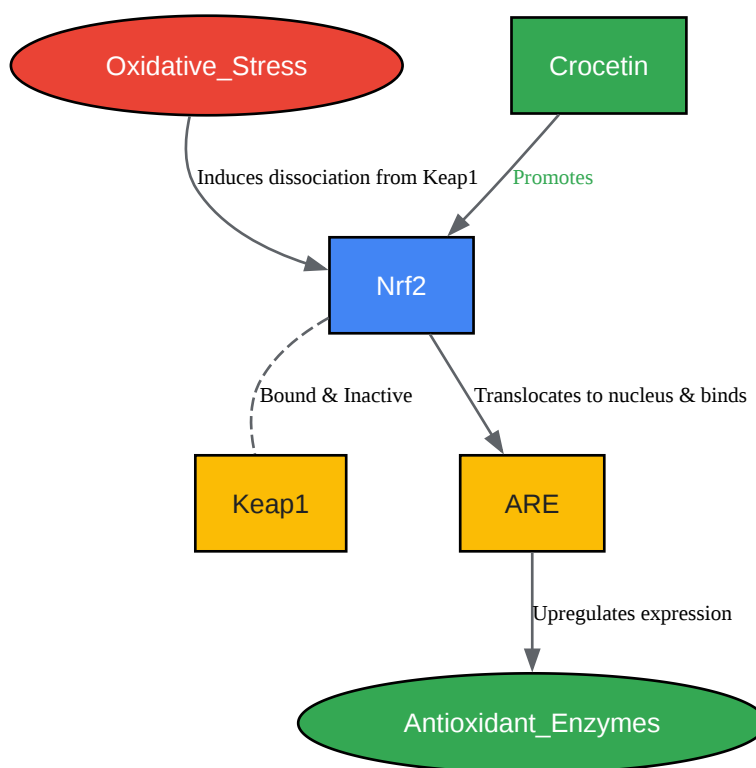 Oxidative_Stress
Crocetin
Induces dissociation from Keap1
Promotes
Nrf2
Bound & Inactive
Translocates to nucleus & binds
Keap1
ARE
Upregulates expression
Antioxidant_Enzymes